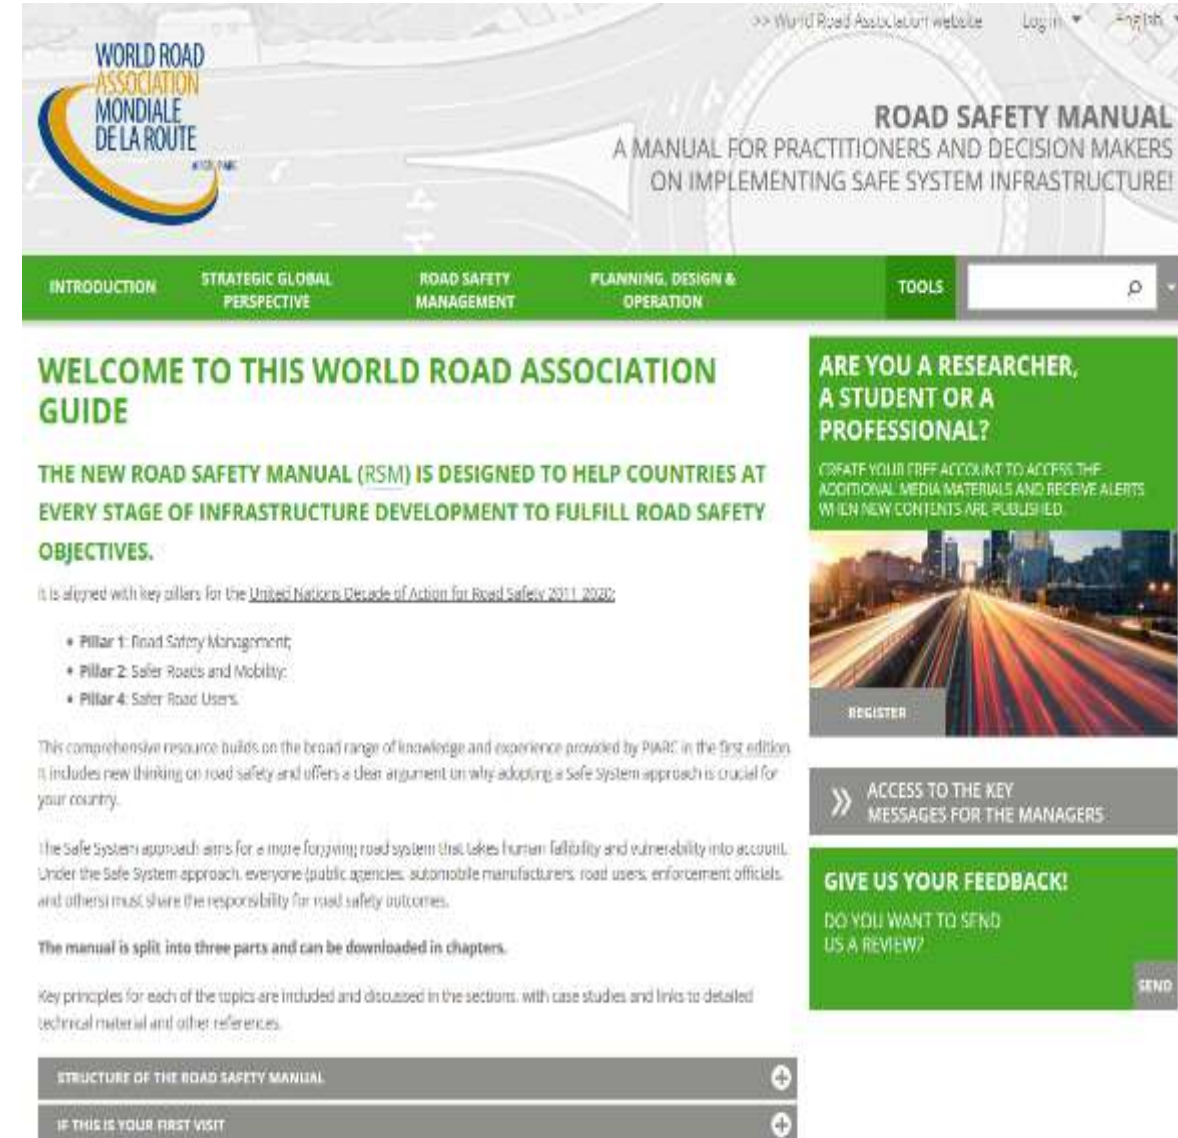 >> World Road Association website Log in English
WORLD ROAD
ASSOCIATION
MONDIALE
DE LA ROUTE
ROAD SAFETY MANUAL
A MANUAL FOR PRACTITIONERS AND DECISION MAKERS
ON IMPLEMENTING SAFE SYSTEM INFRASTRUCTURE!
INTRODUCTION
STRATEGIC GLOBAL
PERSPECTIVE
ROAD SAFETY
MANAGEMENT
PLANNING, DESIGN &
OPERATION
TOOLS
WELCOME TO THIS WORLD ROAD ASSOCIATION
GUIDE
THE NEW ROAD SAFETY MANUAL (RSM) IS DESIGNED TO HELP COUNTRIES AT
EVERY STAGE OF INFRASTRUCTURE DEVELOPMENT TO FULFILL ROAD SAFETY
OBJECTIVES.
It is aligned with key pillars for the United Nations Decade of Action for Road Safety 2011-2020:
• Pillar 1: Road Safety Management;
• Pillar 2: Safer Roads and Mobility;
• Pillar 4: Safer Road Users.
This comprehensive resource builds on the broad range of knowledge and experience provided by PIARC in the first edition.
It includes new thinking on road safety and offers a clear argument on why adopting a Safe System approach is crucial for
your country.
The Safe System approach aims for a more forgiving road system that takes human fallibility and vulnerability into account.
Under the Safe System approach, everyone (public agencies, automobile manufacturers, road users, enforcement officials,
and others) must share the responsibility for road safety outcomes.
The manual is split into three parts and can be downloaded in chapters.
Key principles for each of the topics are included and discussed in the sections, with case studies and links to detailed
technical material and other references.
STRUCTURE OF THE ROAD SAFETY MANUAL
IF THIS IS YOUR FIRST VISIT
ARE YOU A RESEARCHER,
A STUDENT OR A
PROFESSIONAL?
CREATE YOUR FREE ACCOUNT TO ACCESS THE
ADDITIONAL MEDIA MATERIALS AND RECEIVE ALERTS
WHEN NEW CONTENTS ARE PUBLISHED.
REGISTER
ACCESS TO THE KEY
MESSAGES FOR THE MANAGERS
GIVE US YOUR FEEDBACK!
DO YOU WANT TO SEND
US A REVIEW?
SEND